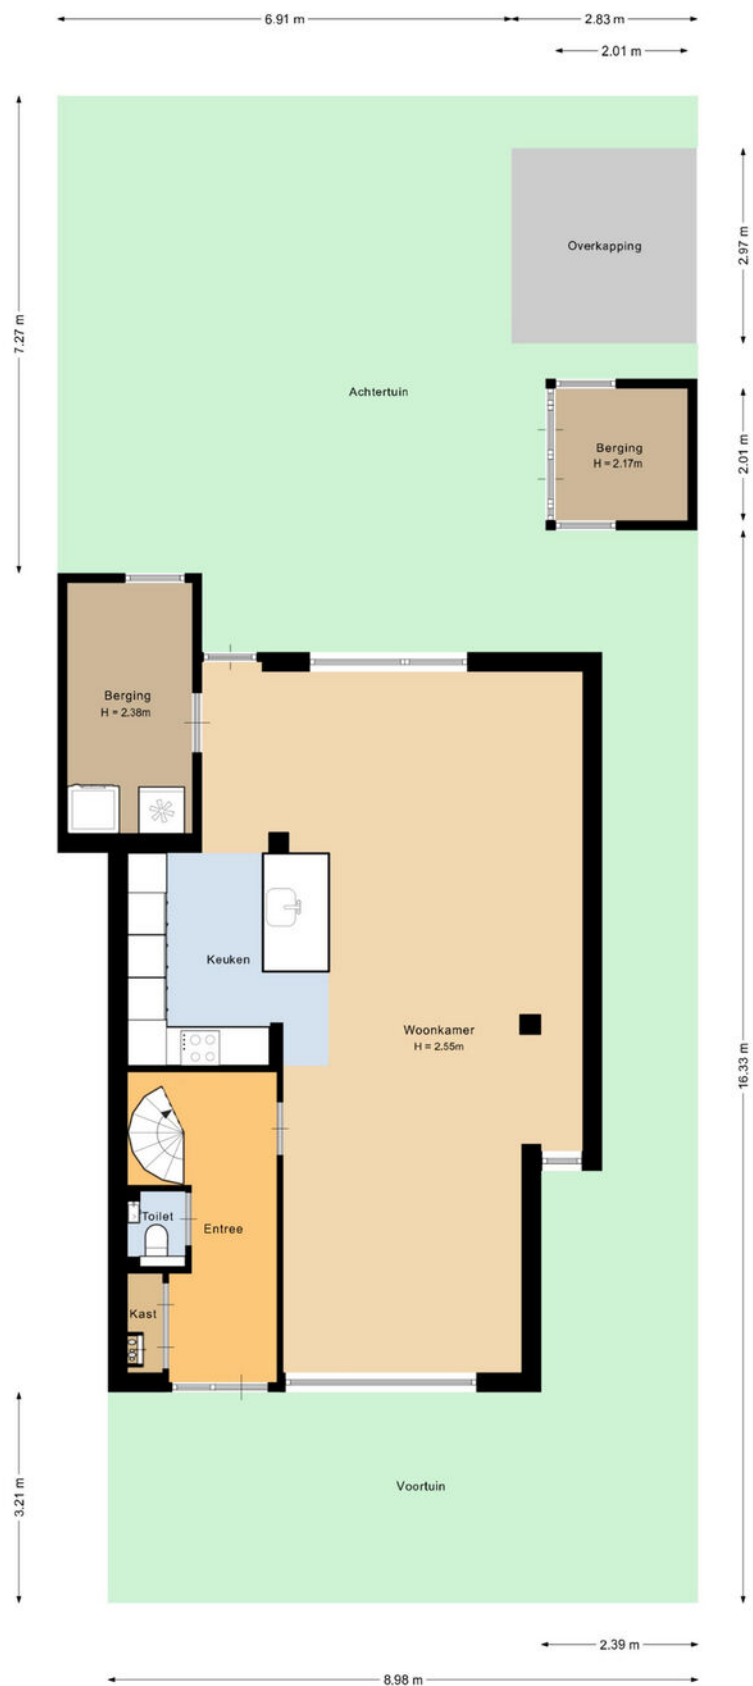 6.91 m
2.83 m
2.01 m
7.27 m
2.97 m
Overkapping
Achtertuin
2.01 m
Berging
H = 2.17m
Berging
H = 2.38m
Keuken
Woonkamer
H = 2.55m
16.33 m
Toilet
Entree
Kast
3.21 m
Voortuin
2.39 m
8.98 m